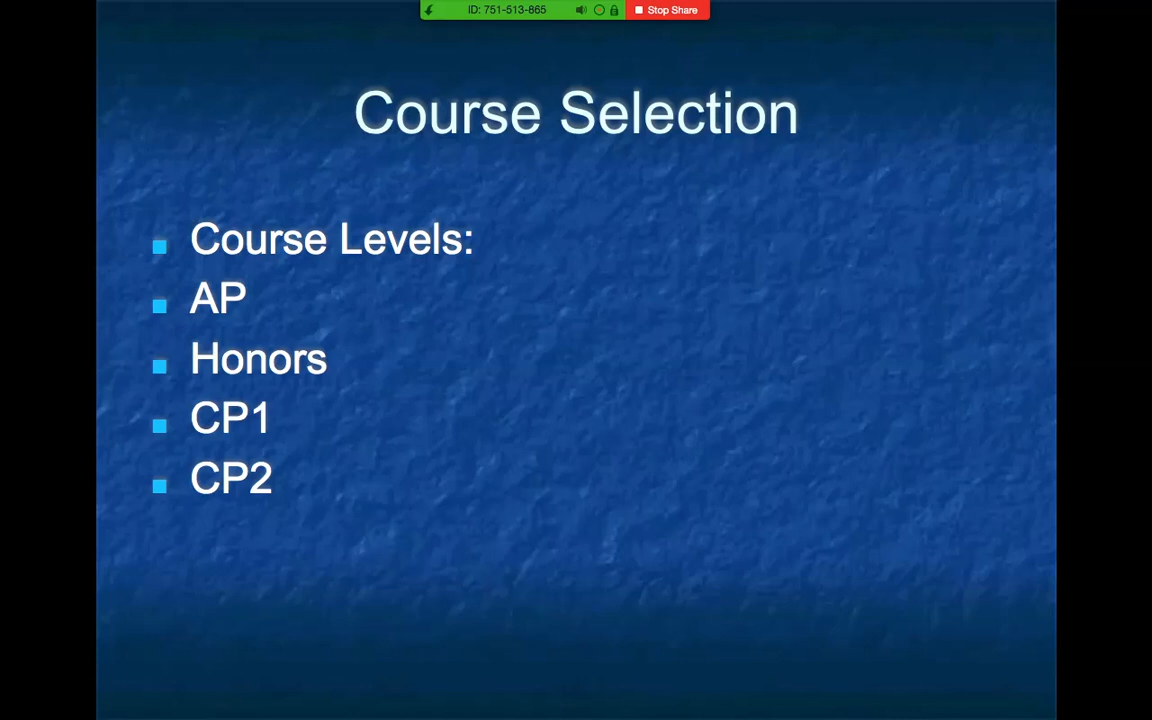 ID: 751-513-865 Stop Share
Course Selection
Course Levels:
AP
Honors
CP1
CP2